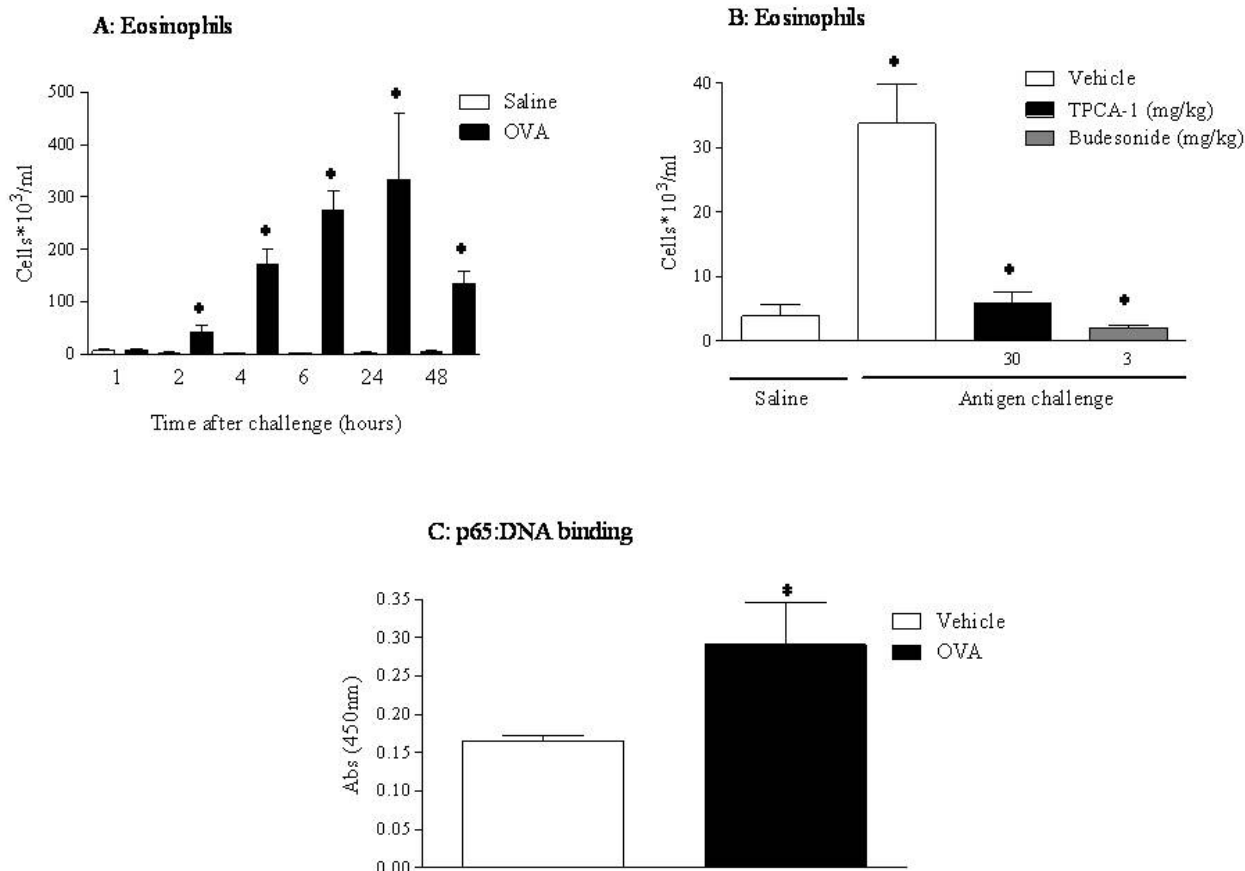 A: Eosinophils
500
400
300
200
100
0
Cells*10³/ml
Saline
OVA
1 2 4 6 24 48
Time after challenge (hours)
B: Eosinophils
40
30
20
10
0
Cells*10³/ml
Vehicle
TPCA-1 (mg/kg)
Budesonide (mg/kg)
30 3
Saline Antigen challenge
C: p65:DNA binding
0.35
0.30
0.25
0.20
0.15
0.10
0.05
0.00
Abs (450nm)
Vehicle
OVA